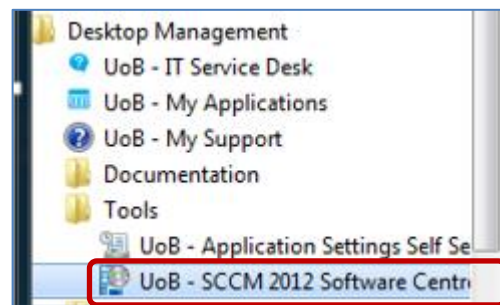 Desktop Management
UoB - IT Service Desk
UoB - My Applications
UoB - My Support
Documentation
Tools
UoB - Application Settings Self Se
UoB - SCCM 2012 Software Centr